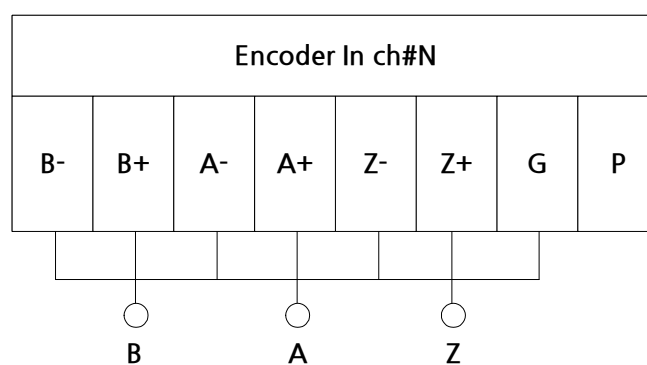 Encoder In ch#N
B- B+ A- A+ Z- Z+ G P
B A Z